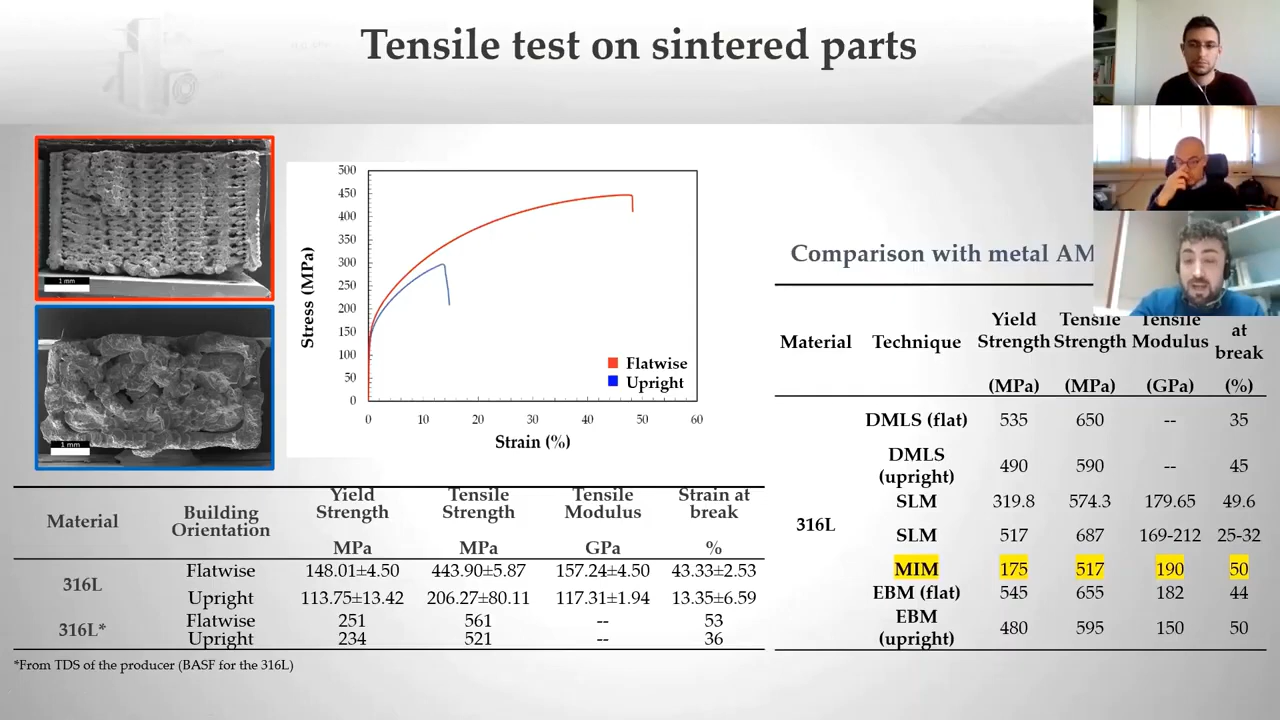 Tensile test on sintered parts
1 mm
1 mm
Stress (MPa)
500
450
400
350
300
250
200
150
100
50
0
0 10 20 30 40 50 60
Strain (%)
Flatwise
Upright
Material Building Orientation Yield Strength Tensile Strength Tensile Modulus Strain at break
MPa MPa GPa %
316L Flatwise 148.01±4.50 443.90±5.87 157.24±4.50 43.33±2.53
Upright 113.75±13.42 206.27±80.11 117.31±1.94 13.35±6.59
316L* Flatwise 251 561 -- 53
Upright 234 521 -- 36
*From TDS of the producer (BASF for the 316L)
Comparison with metal AM
Material Technique Yield Strength Tensile Strength Tensile Modulus at break
(MPa) (MPa) (GPa) (%)
316L
DMLS (flat) 535 650 -- 35
DMLS (upright) 490 590 -- 45
SLM 319.8 574.3 179.65 49.6
SLM 517 687 169-212 25-32
MIM 175 517 190 50
EBM (flat) 545 655 182 44
EBM (upright) 480 595 150 50